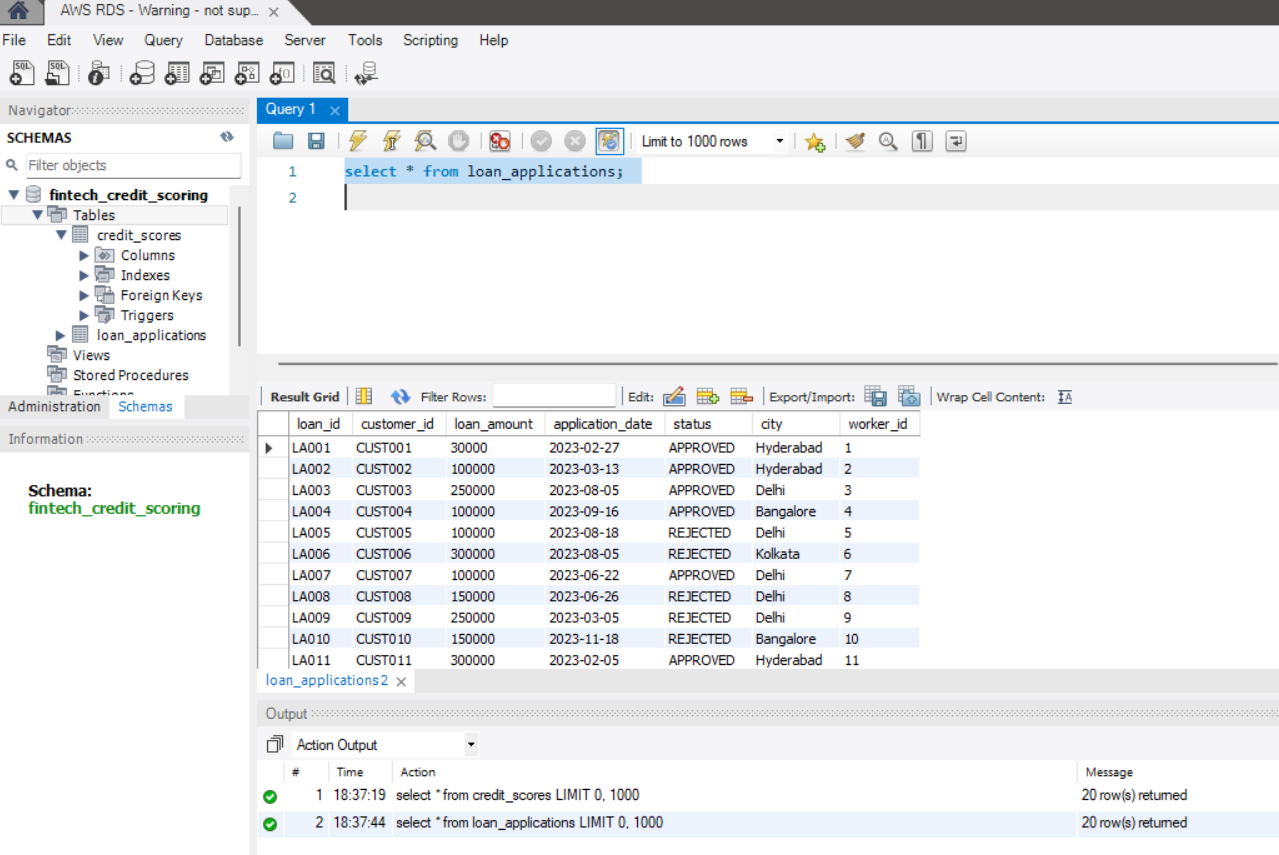 AWS RDS - Warning - not sup...
File Edit View Query Database Server Tools Scripting Help
Navigator
SCHEMAS
Filter objects
fintech_credit_scoring
Tables
credit_scores
Columns
Indexes
Foreign Keys
Triggers
loan_applications
Views
Stored Procedures
Functions
Administration Schemas
Information
Schema:
fintech_credit_scoring
Query 1
Limit to 1000 rows
1 select * from loan_applications;
2
Result Grid Filter Rows: Edit: Export/Import: Wrap Cell Content:
loan_id customer_id loan_amount application_date status city worker_id
LA001 CUST001 30000 2023-02-27 APPROVED Hyderabad 1
LA002 CUST002 100000 2023-03-13 APPROVED Hyderabad 2
LA003 CUST003 250000 2023-08-05 APPROVED Delhi 3
LA004 CUST004 100000 2023-09-16 APPROVED Bangalore 4
LA005 CUST005 100000 2023-08-18 REJECTED Delhi 5
LA006 CUST006 300000 2023-08-05 REJECTED Kolkata 6
LA007 CUST007 100000 2023-06-22 APPROVED Delhi 7
LA008 CUST008 150000 2023-06-26 REJECTED Delhi 8
LA009 CUST009 250000 2023-03-05 REJECTED Delhi 9
LA010 CUST010 150000 2023-11-18 REJECTED Bangalore 10
LA011 CUST011 300000 2023-02-05 APPROVED Hyderabad 11
loan_applications2
Output
Action Output
# Time Action Message
1 18:37:19 select * from credit_scores LIMIT 0, 1000 20 row(s) returned
2 18:37:44 select * from loan_applications LIMIT 0, 1000 20 row(s) returned